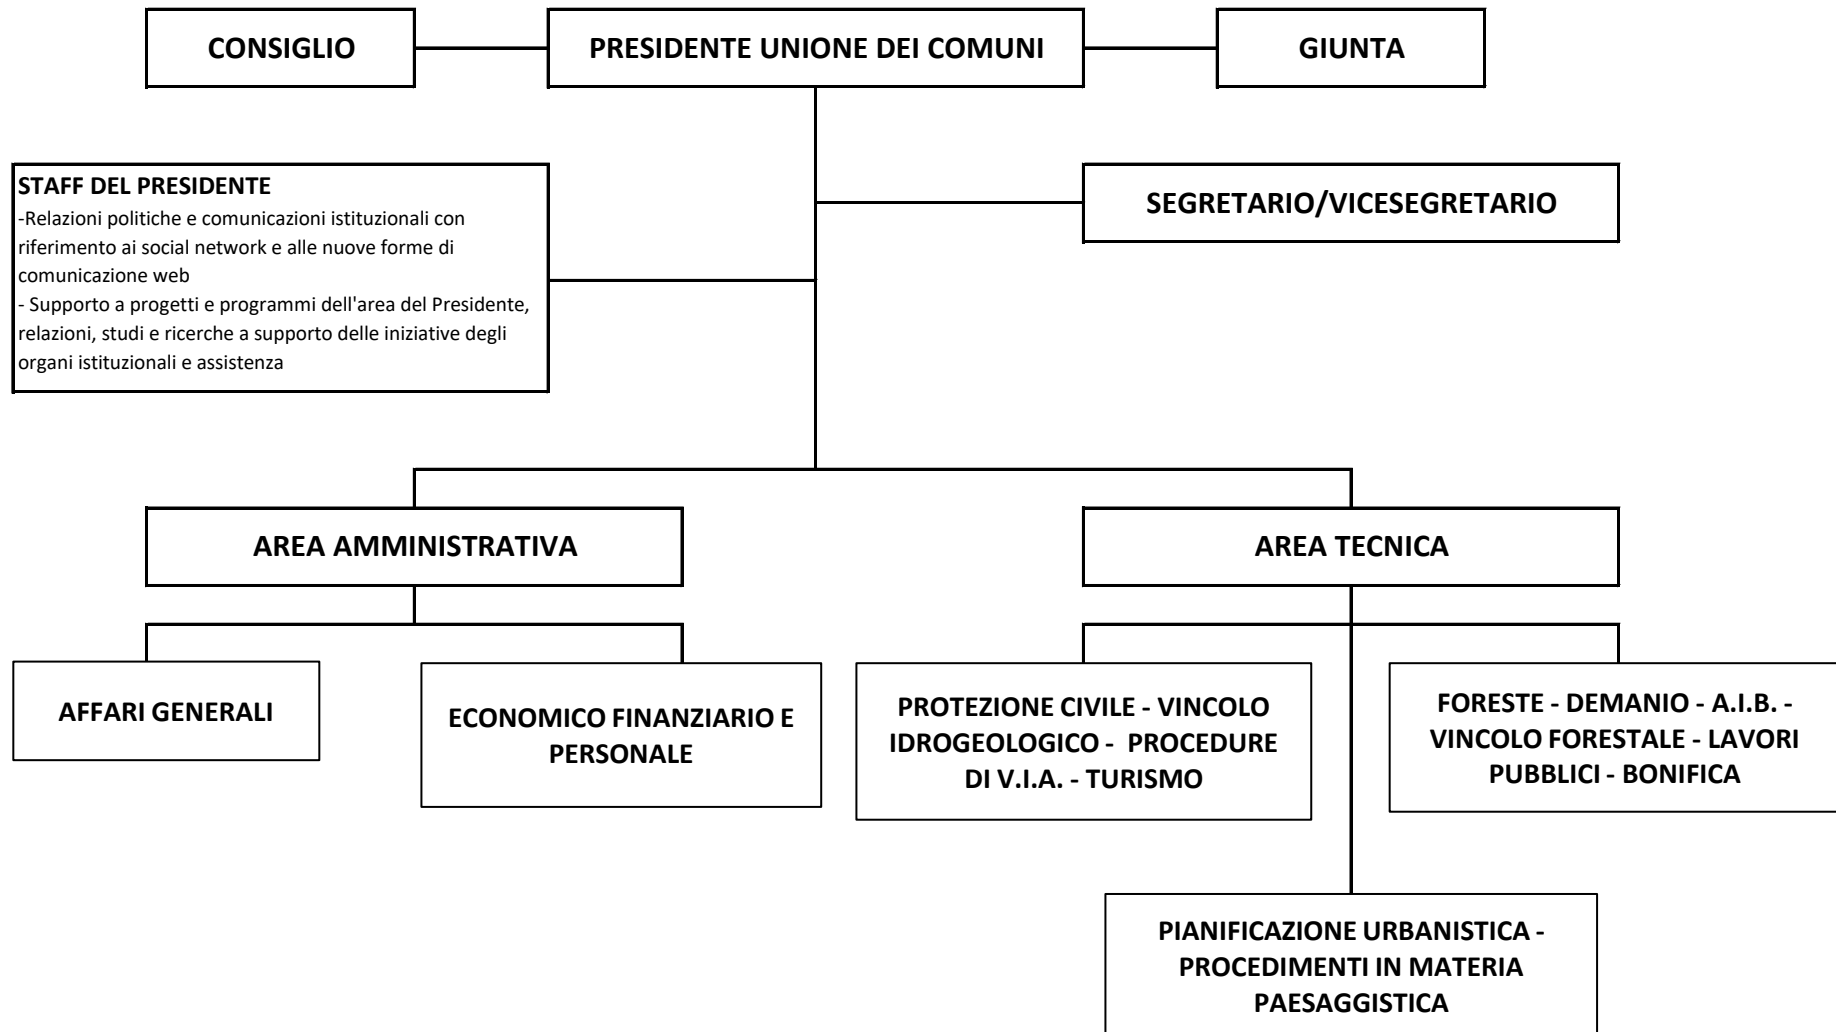 CONSIGLIO
PRESIDENTE UNIONE DEI COMUNI
GIUNTA
STAFF DEL PRESIDENTE
-Relazioni politiche e comunicazioni istituzionali con
riferimento ai social network e alle nuove forme di
comunicazione web
- Supporto a progetti e programmi dell'area del Presidente,
relazioni, studi e ricerche a supporto delle iniziative degli
organi istituzionali e assistenza
SEGRETARIO/VICESEGRETARIO
AREA AMMINISTRATIVA
AREA TECNICA
AFFARI GENERALI
ECONOMICO FINANZIARIO E
PERSONALE
PROTEZIONE CIVILE - VINCOLO
IDROGEOLOGICO - PROCEDURE
DI V.I.A. - TURISMO
FORESTE - DEMANIO - A.I.B. -
VINCOLO FORESTALE - LAVORI
PUBBLICI - BONIFICA
PIANIFICAZIONE URBANISTICA -
PROCEDIMENTI IN MATERIA
PAESAGGISTICA